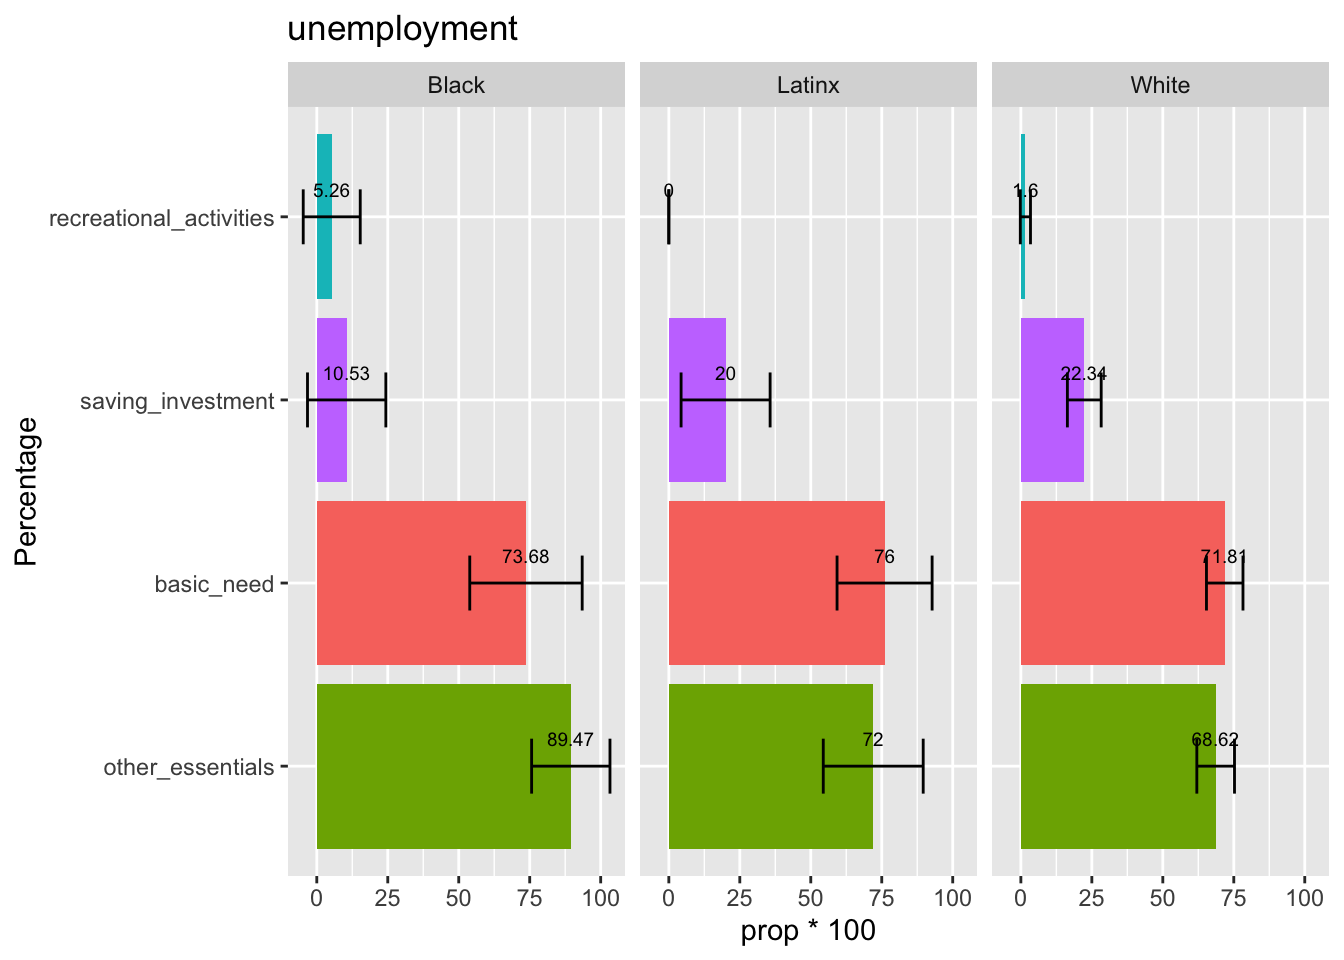 unemployment
Black Latinx White
recreational_activities 5.26 0 1.6
saving_investment 10.53 20 22.34
basic_need 73.68 76 71.81
other_essentials 89.47 72 68.62
Percentage
0 25 50 75 100 0 25 50 75 100 0 25 50 75 100
prop * 100